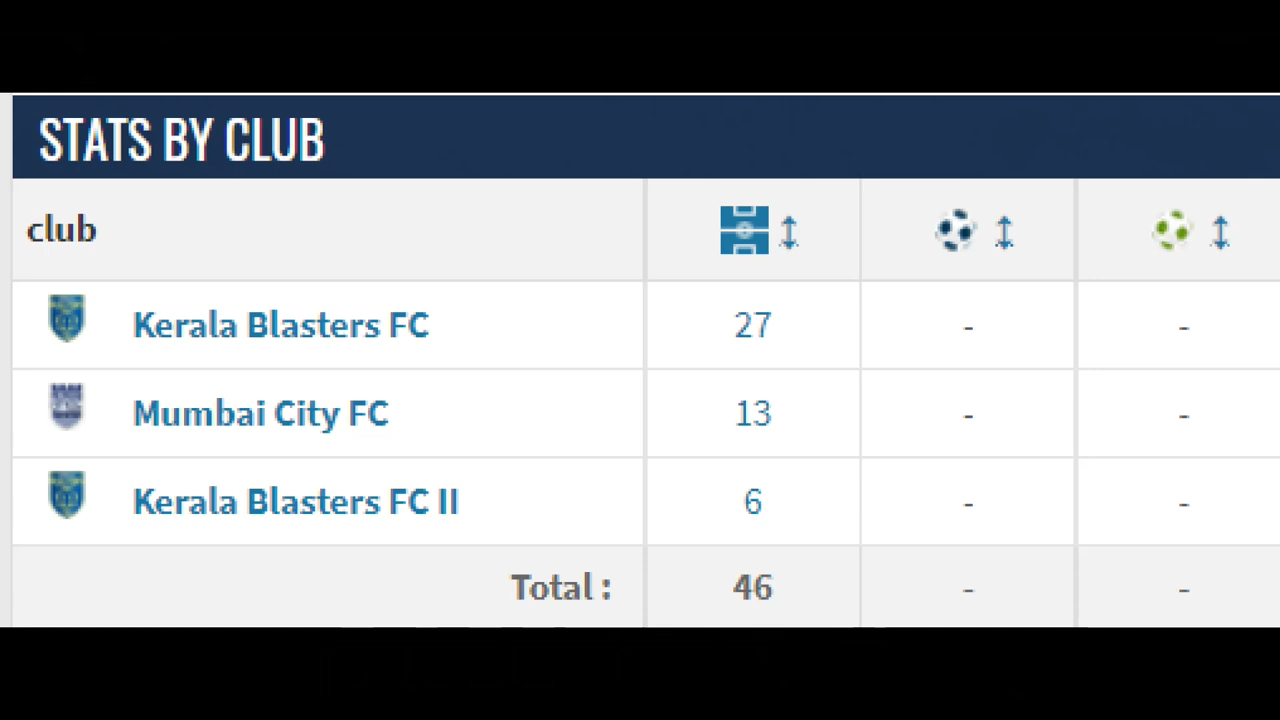 STATS BY CLUB
club
Kerala Blasters FC 27 - -
Mumbai City FC 13 - -
Kerala Blasters FC II 6 - -
Total : 46 - -